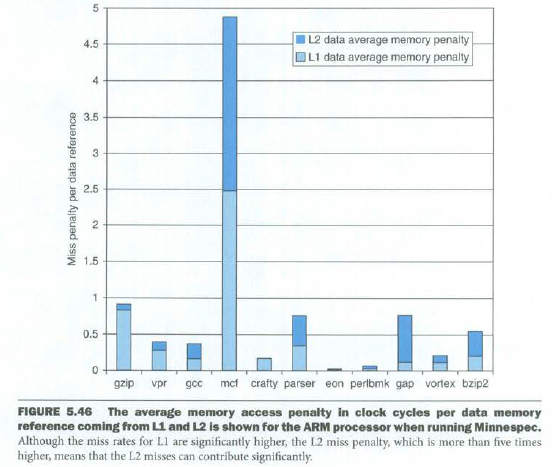 5
4.5
4
3.5
3
2.5
2
1.5
1
0.5
0
Miss penalty per data reference
L2 data average memory penalty
L1 data average memory penalty
gzip vpr gcc mcf crafty parser eon perlbmk gap vortex bzip2
FIGURE 5.46 The average memory access penalty in clock cycles per data memory
reference coming from L1 and L2 is shown for the ARM processor when running Minnespec.
Although the miss rates for L1 are significantly higher, the L2 miss penalty, which is more than five times
higher, means that the L2 misses can contribute significantly.